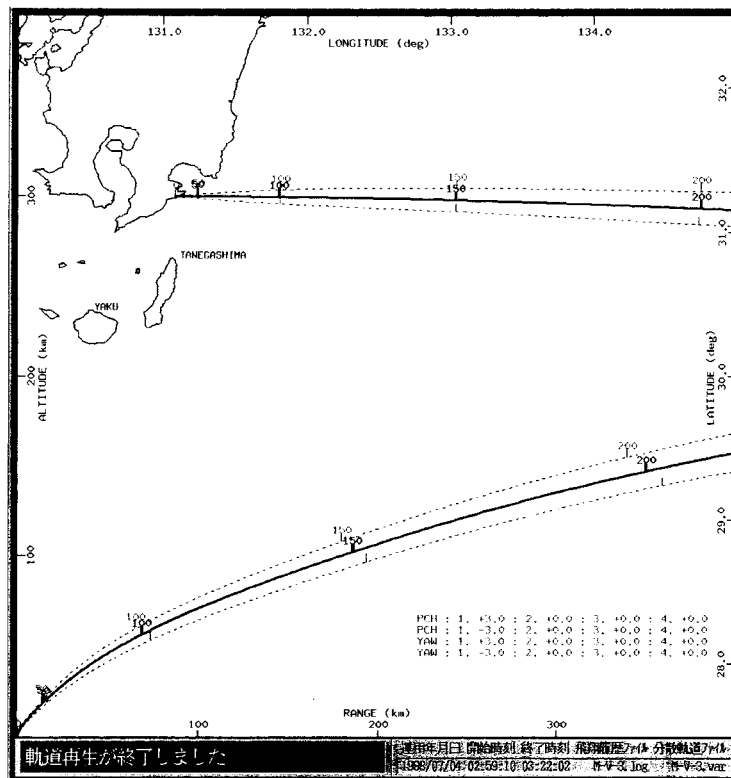 131.0 132.0 133.0 134.0
LONGITUDE (deg)
32.0
50 100 100 150 150 200 200
300
31.0
TANEGASHIMA
YAKU
ALTITUDE (km)
200
LATITUDE (deg)
30.0
200
200
29.0
150
150
100
100
100
50
PCH : 1, +3.0 : 2, +0.0 : 3, +0.0 : 4, +0.0
PCH : 1, -3.0 : 2, +0.0 : 3, +0.0 : 4, +0.0
YAW : 1, +3.0 : 2, +0.0 : 3, +0.0 : 4, +0.0
YAW : 1, -3.0 : 2, +0.0 : 3, +0.0 : 4, +0.0
28.0
RANGE (km)
100 200 300
軌道再生が終了しました
運用年月日 開始時刻 終了時刻 飛翔履歴ファイル 分散軌道ファイル
1998/07/04 02:59:10 03:22:02 M-V-3.log M-V-3.var